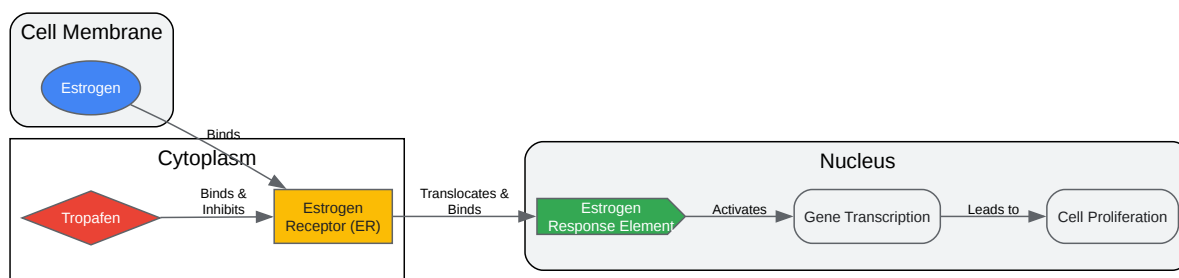 Cell Membrane
Estrogen
Binds
Cytoplasm
Tropafen
Binds &
Inhibits
Estrogen
Receptor (ER)
Translocates &
Binds
Nucleus
Estrogen
Response Element
Activates
Gene Transcription
Leads to
Cell Proliferation